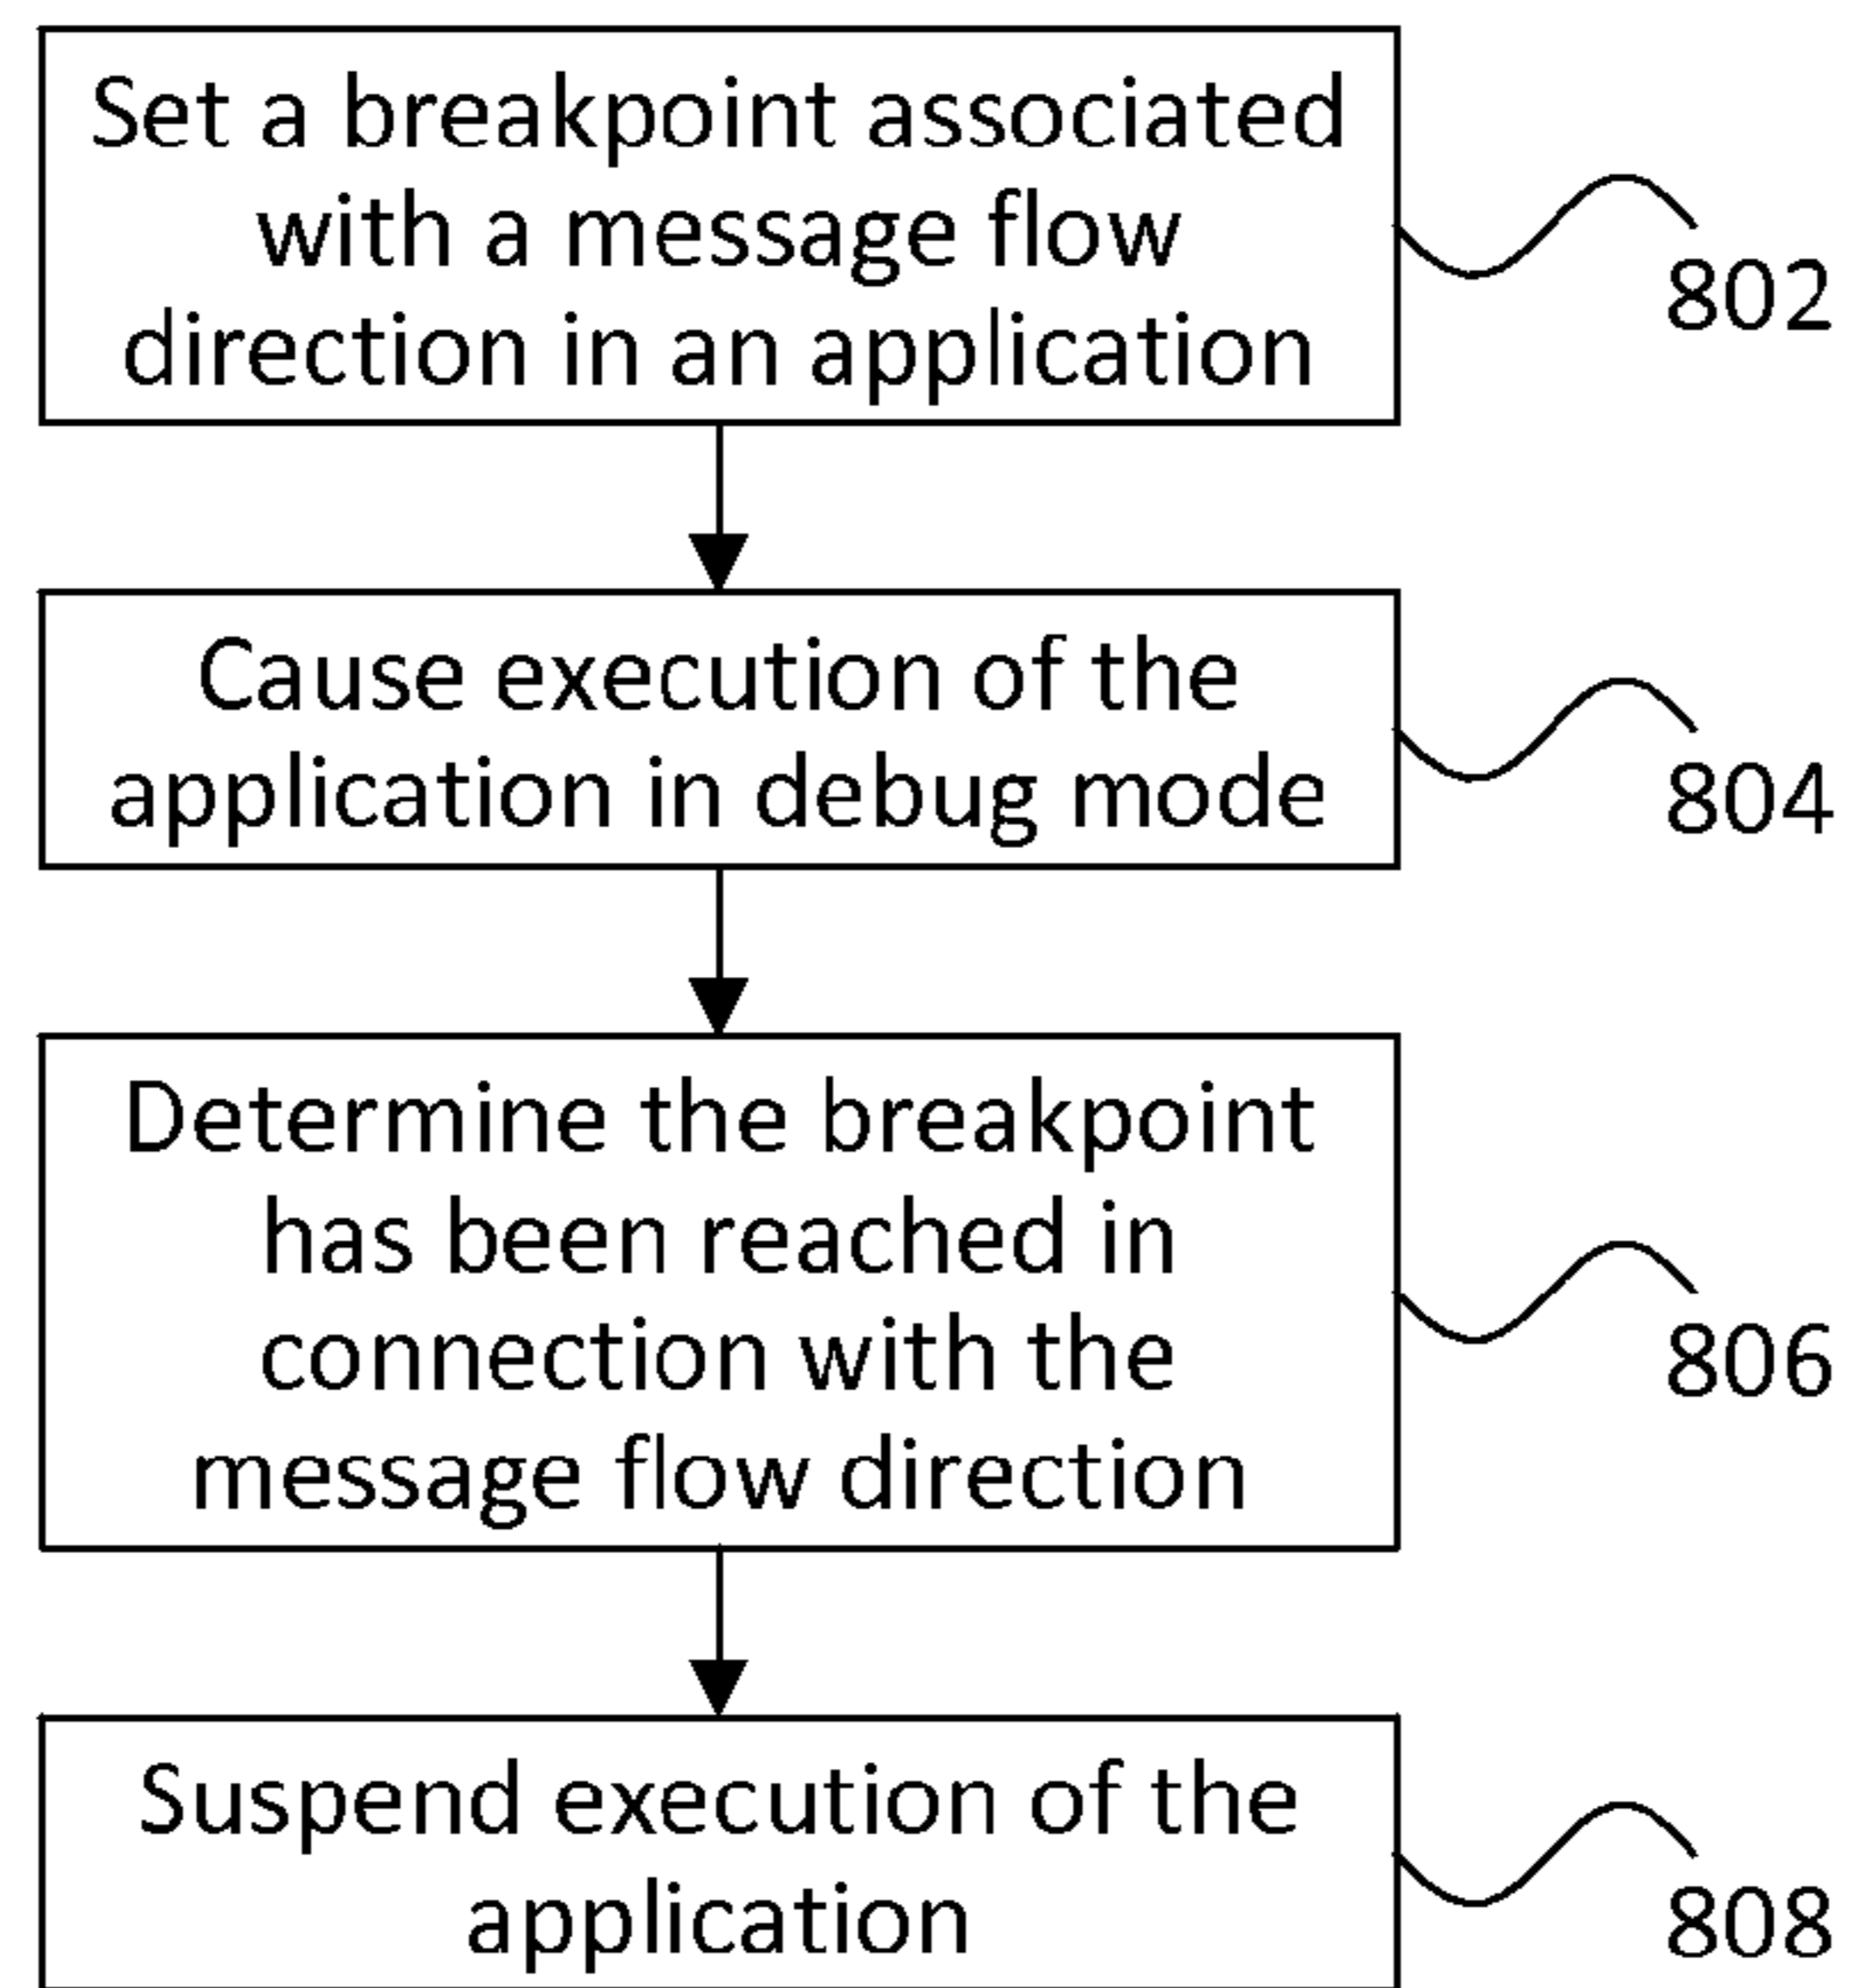 Set a breakpoint associated
with a message flow
direction in an application
802
Cause execution of the
application in debug mode
804
Determine the breakpoint
has been reached in
connection with the
message flow direction
806
Suspend execution of the
application
808